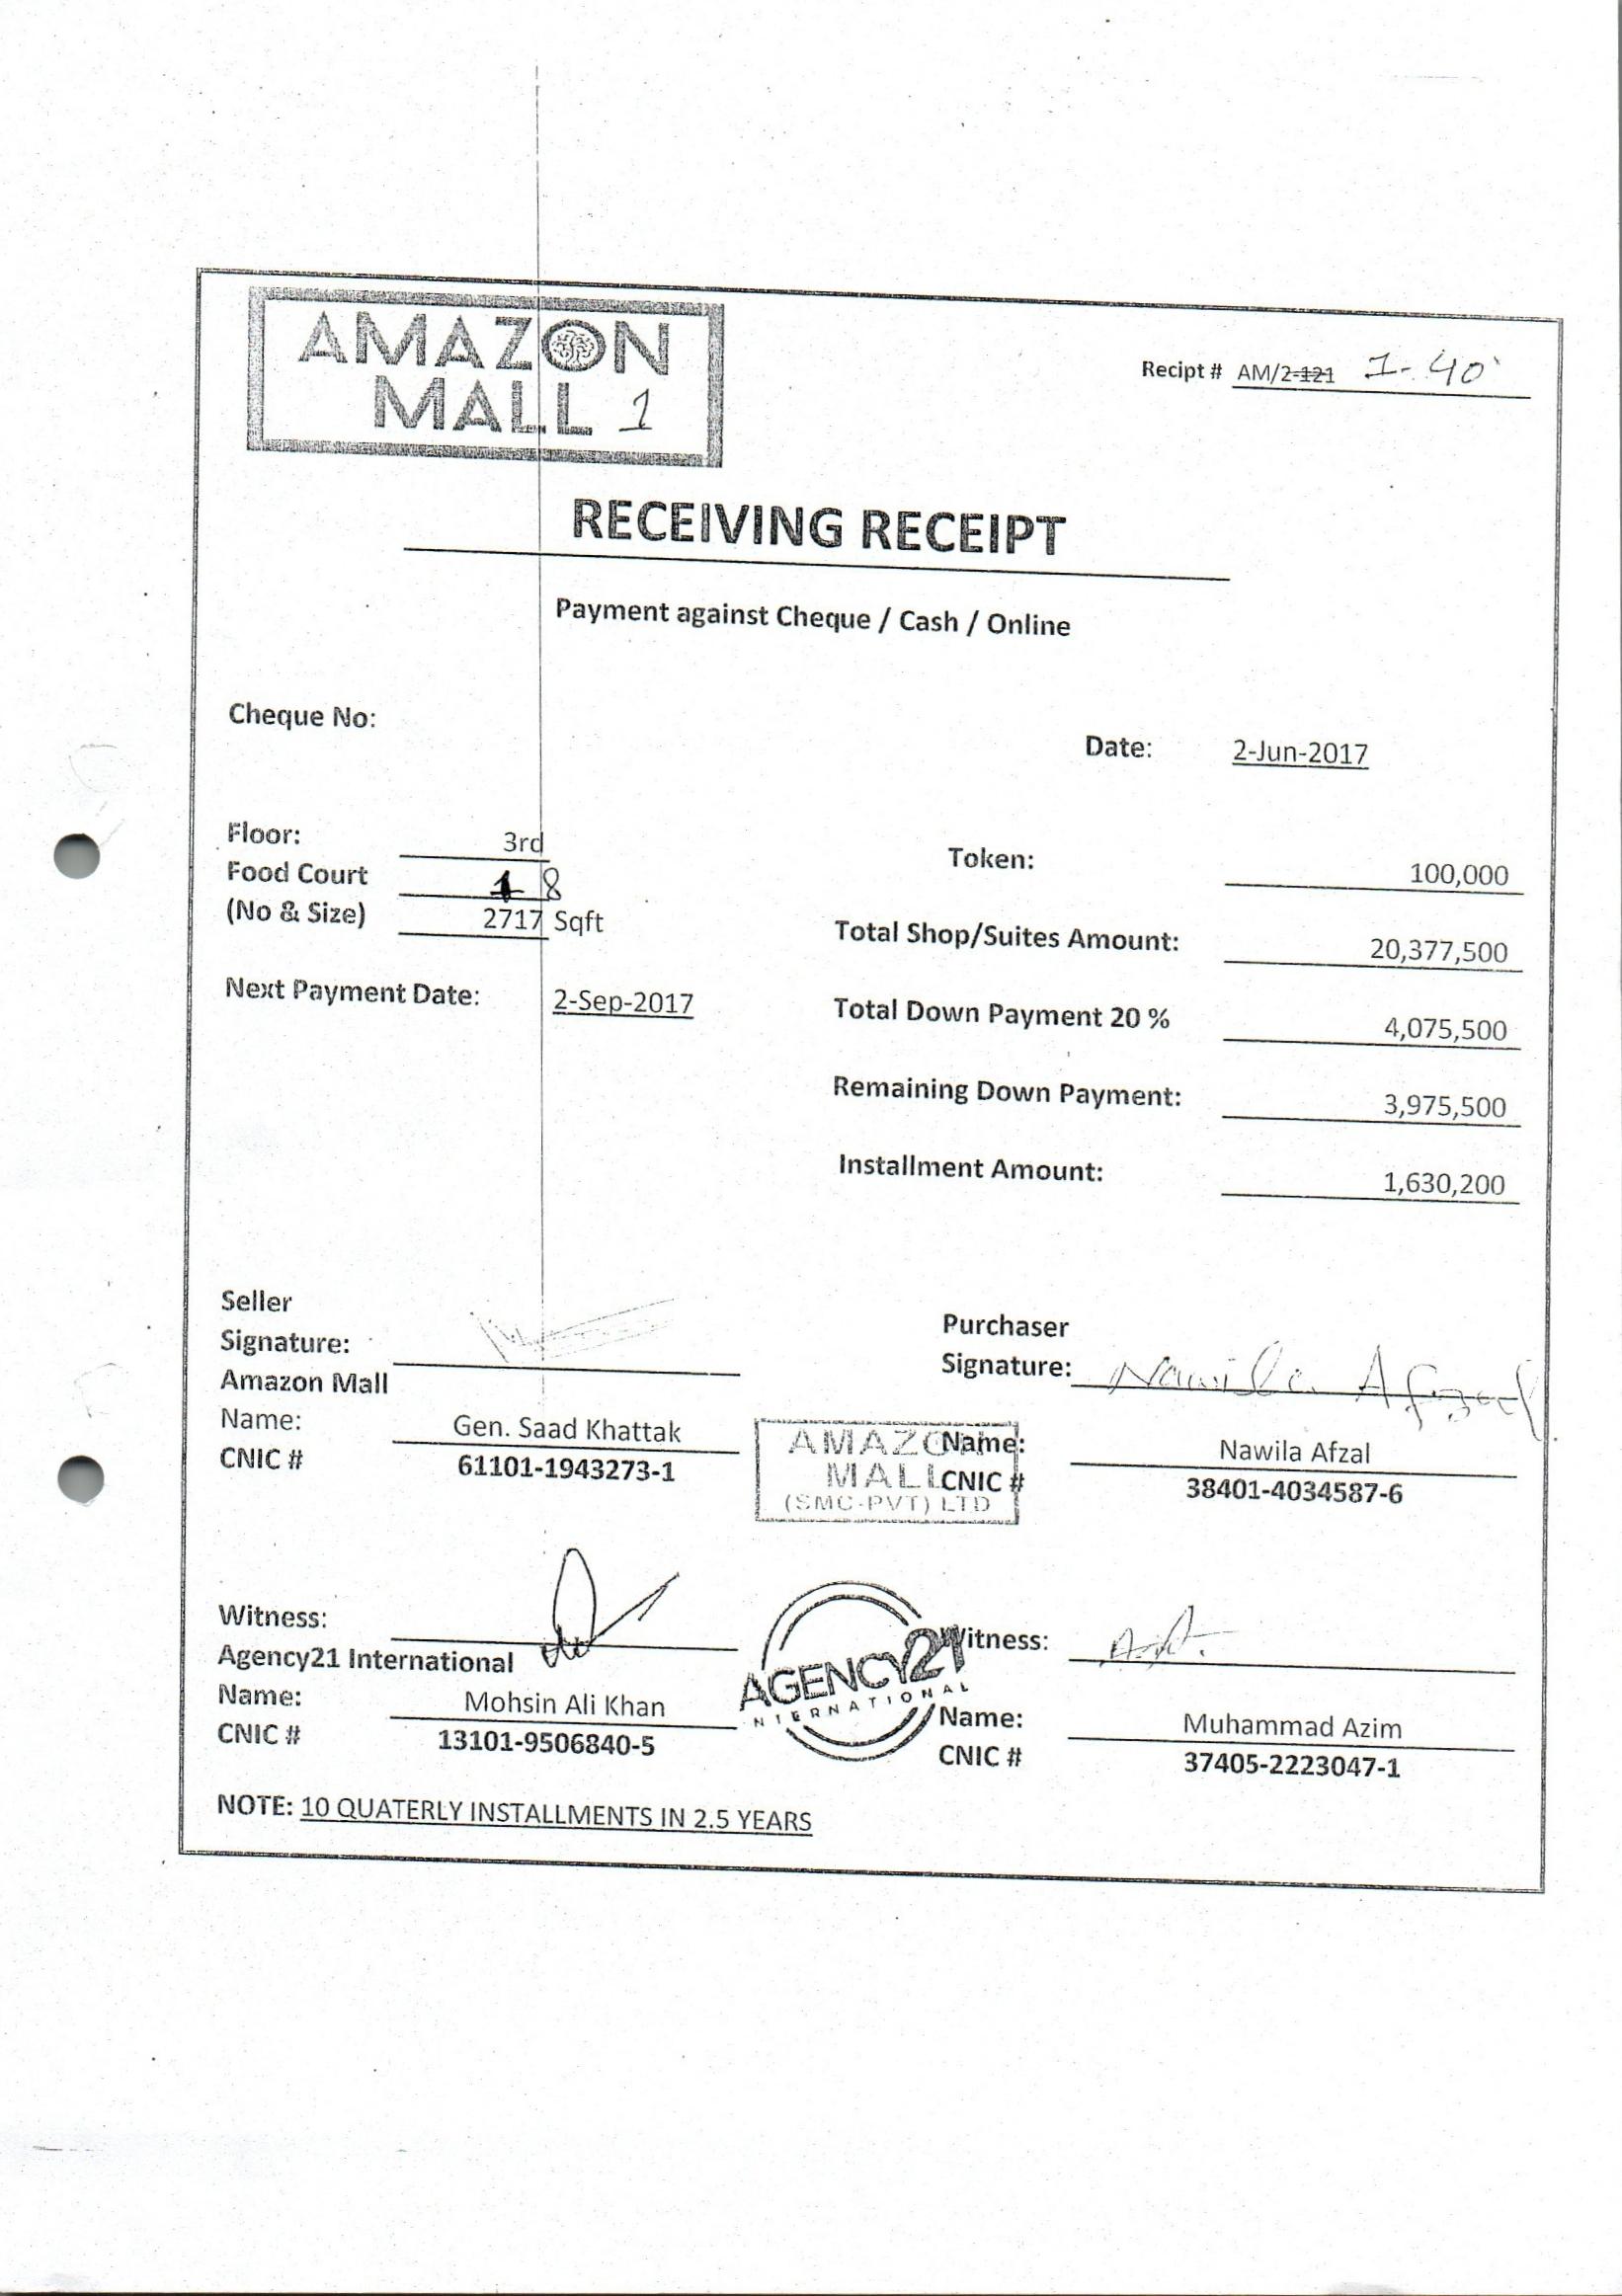 AMAZON
MALL 1
Recipt # AM/2-121 1-40
RECEIVING RECEIPT
Payment against Cheque / Cash / Online
Cheque No:
Date: 2-Jun-2017
Floor: 3rd
Food Court 1 8
(No & Size) 2717 Sqft
Next Payment Date: 2-Sep-2017
Token: 100,000
Total Shop/Suites Amount: 20,377,500
Total Down Payment 20 % 4,075,500
Remaining Down Payment: 3,975,500
Installment Amount: 1,630,200
Seller
Signature:
Amazon Mall
Name: Gen. Saad Khattak
CNIC # 61101-1943273-1
Purchaser
Signature: Nawila Afzal
Name: Nawila Afzal
CNIC # 38401-4034587-6
AMAZON
MALL
(SMC-PVT) LTD
Witness:
Agency21 International
Name: Mohsin Ali Khan
CNIC # 13101-9506840-5
AGENCY21
INTERNATIONAL
Witness:
Name: Muhammad Azim
CNIC # 37405-2223047-1
NOTE: 10 QUATERLY INSTALLMENTS IN 2.5 YEARS